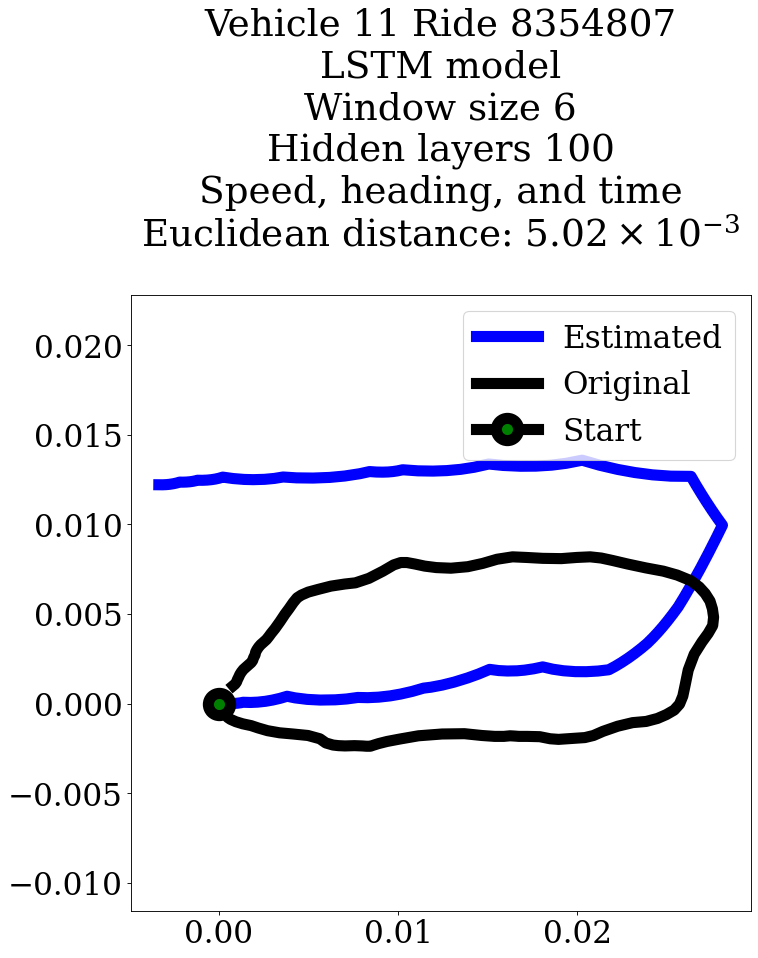 Vehicle 11 Ride 8354807
LSTM model
Window size 6
Hidden layers 100
Speed, heading, and time
Euclidean distance: 5.02 × 10⁻³
Estimated
Original
Start
0.020
0.015
0.010
0.005
0.000
−0.005
−0.010
0.00 0.01 0.02